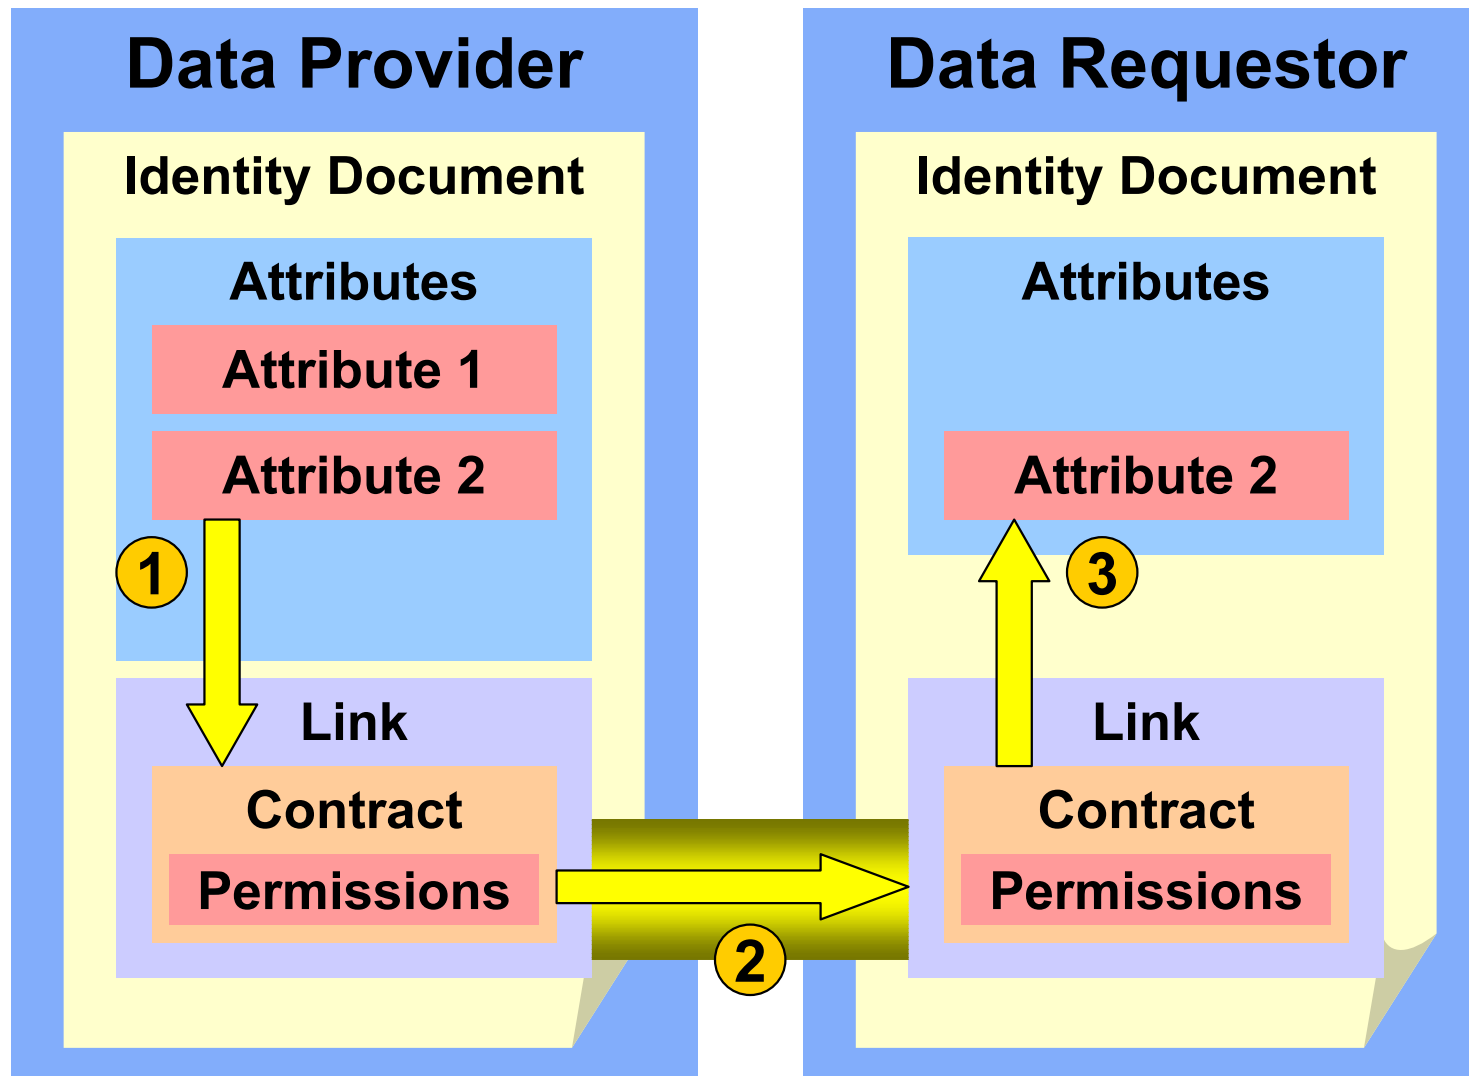 Data Provider
Identity Document
Attributes
Attribute 1
Attribute 2
1
Link
Contract
Permissions
2
Data Requestor
Identity Document
Attributes
Attribute 2
3
Link
Contract
Permissions